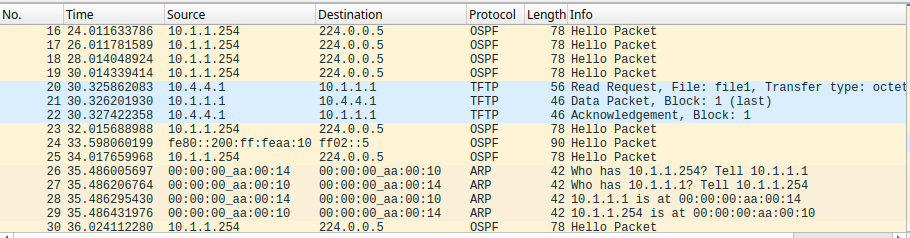 No. Time Source Destination Protocol Length Info
16 24.011633786 10.1.1.254 224.0.0.5 OSPF 78 Hello Packet
17 26.011781589 10.1.1.254 224.0.0.5 OSPF 78 Hello Packet
18 28.014048924 10.1.1.254 224.0.0.5 OSPF 78 Hello Packet
19 30.014339414 10.1.1.254 224.0.0.5 OSPF 78 Hello Packet
20 30.325862083 10.4.4.1 10.1.1.1 TFTP 56 Read Request, File: file1, Transfer type: octet
21 30.326201930 10.1.1.1 10.4.4.1 TFTP 46 Data Packet, Block: 1 (last)
22 30.327422358 10.4.4.1 10.1.1.1 TFTP 46 Acknowledgement, Block: 1
23 32.015688988 10.1.1.254 224.0.0.5 OSPF 78 Hello Packet
24 33.598060199 fe80::200:ff:feaa:10 ff02::5 OSPF 90 Hello Packet
25 34.017659968 10.1.1.254 224.0.0.5 OSPF 78 Hello Packet
26 35.486005697 00:00:00_aa:00:14 00:00:00_aa:00:10 ARP 42 Who has 10.1.1.254? Tell 10.1.1.1
27 35.486206764 00:00:00_aa:00:10 00:00:00_aa:00:14 ARP 42 Who has 10.1.1.1? Tell 10.1.1.254
28 35.486295430 00:00:00_aa:00:14 00:00:00_aa:00:10 ARP 42 10.1.1.1 is at 00:00:00:aa:00:14
29 35.486431976 00:00:00_aa:00:10 00:00:00_aa:00:14 ARP 42 10.1.1.254 is at 00:00:00:aa:00:10
30 36.024112280 10.1.1.254 224.0.0.5 OSPF 78 Hello Packet